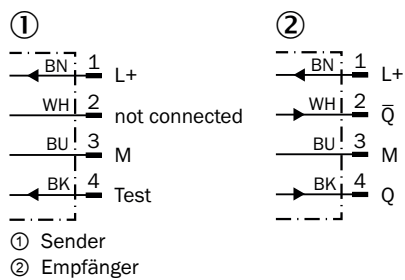 ① ②
BN 1 L+ BN 1 L+
WH 2 not connected WH 2 Q̅
BU 3 M BU 3 M
BK 4 Test BK 4 Q
① Sender
② Empfänger